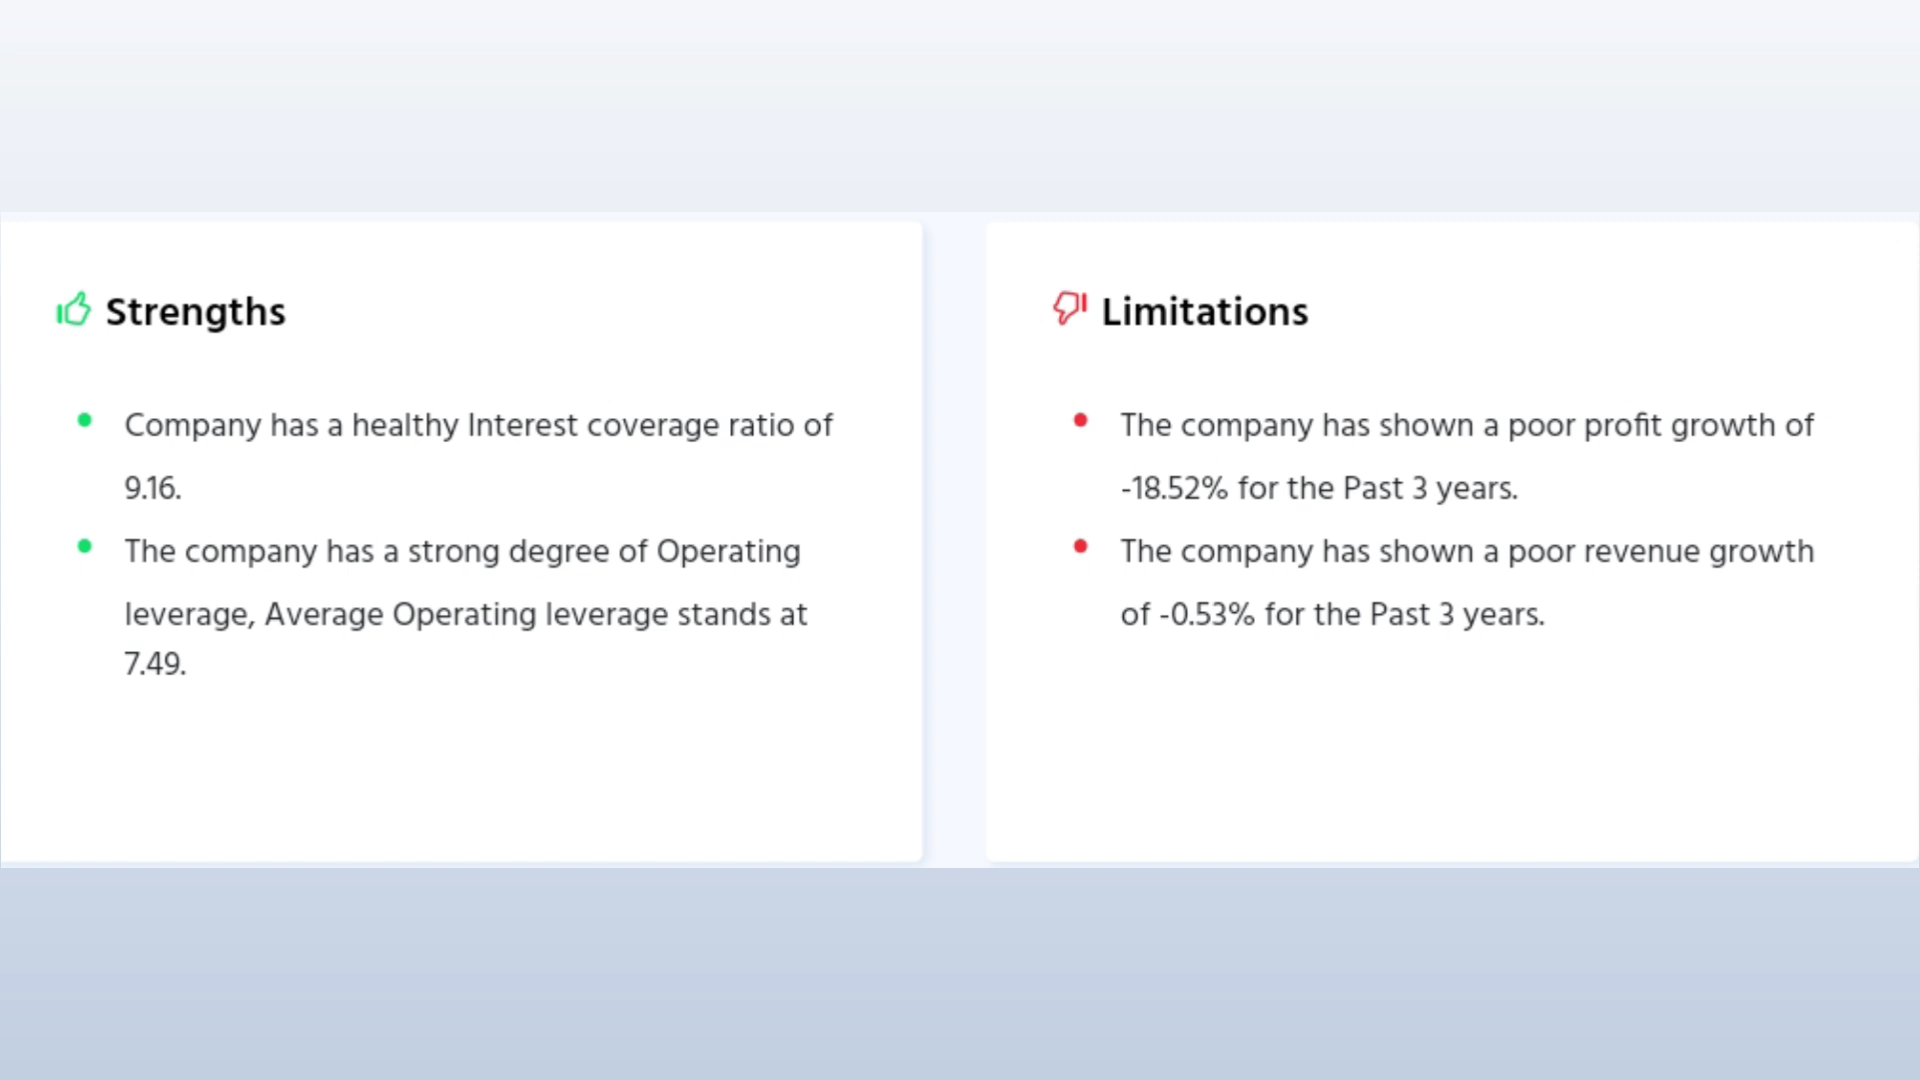 Strengths
Company has a healthy Interest coverage ratio of
9.16.
The company has a strong degree of Operating
leverage, Average Operating leverage stands at
7.49.
Limitations
The company has shown a poor profit growth of
-18.52% for the Past 3 years.
The company has shown a poor revenue growth
of -0.53% for the Past 3 years.